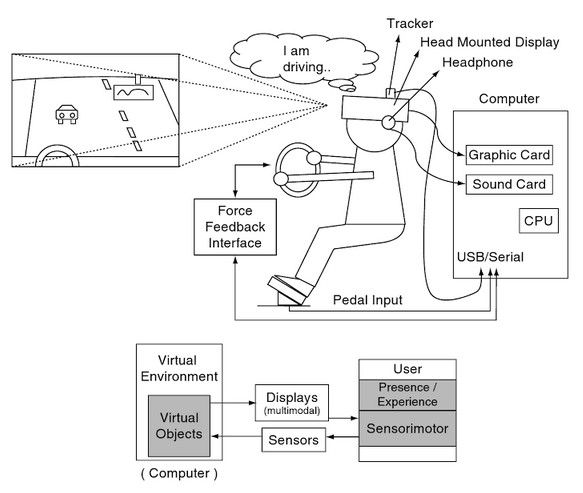 Tracker
I am
driving..
Head Mounted Display
Headphone
Computer
Graphic Card
Sound Card
CPU
USB/Serial
Force
Feedback
Interface
Pedal Input
Virtual
Environment
Virtual
Objects
( Computer )
Displays
(multimodal)
Sensors
User
Presence /
Experience
Sensorimotor